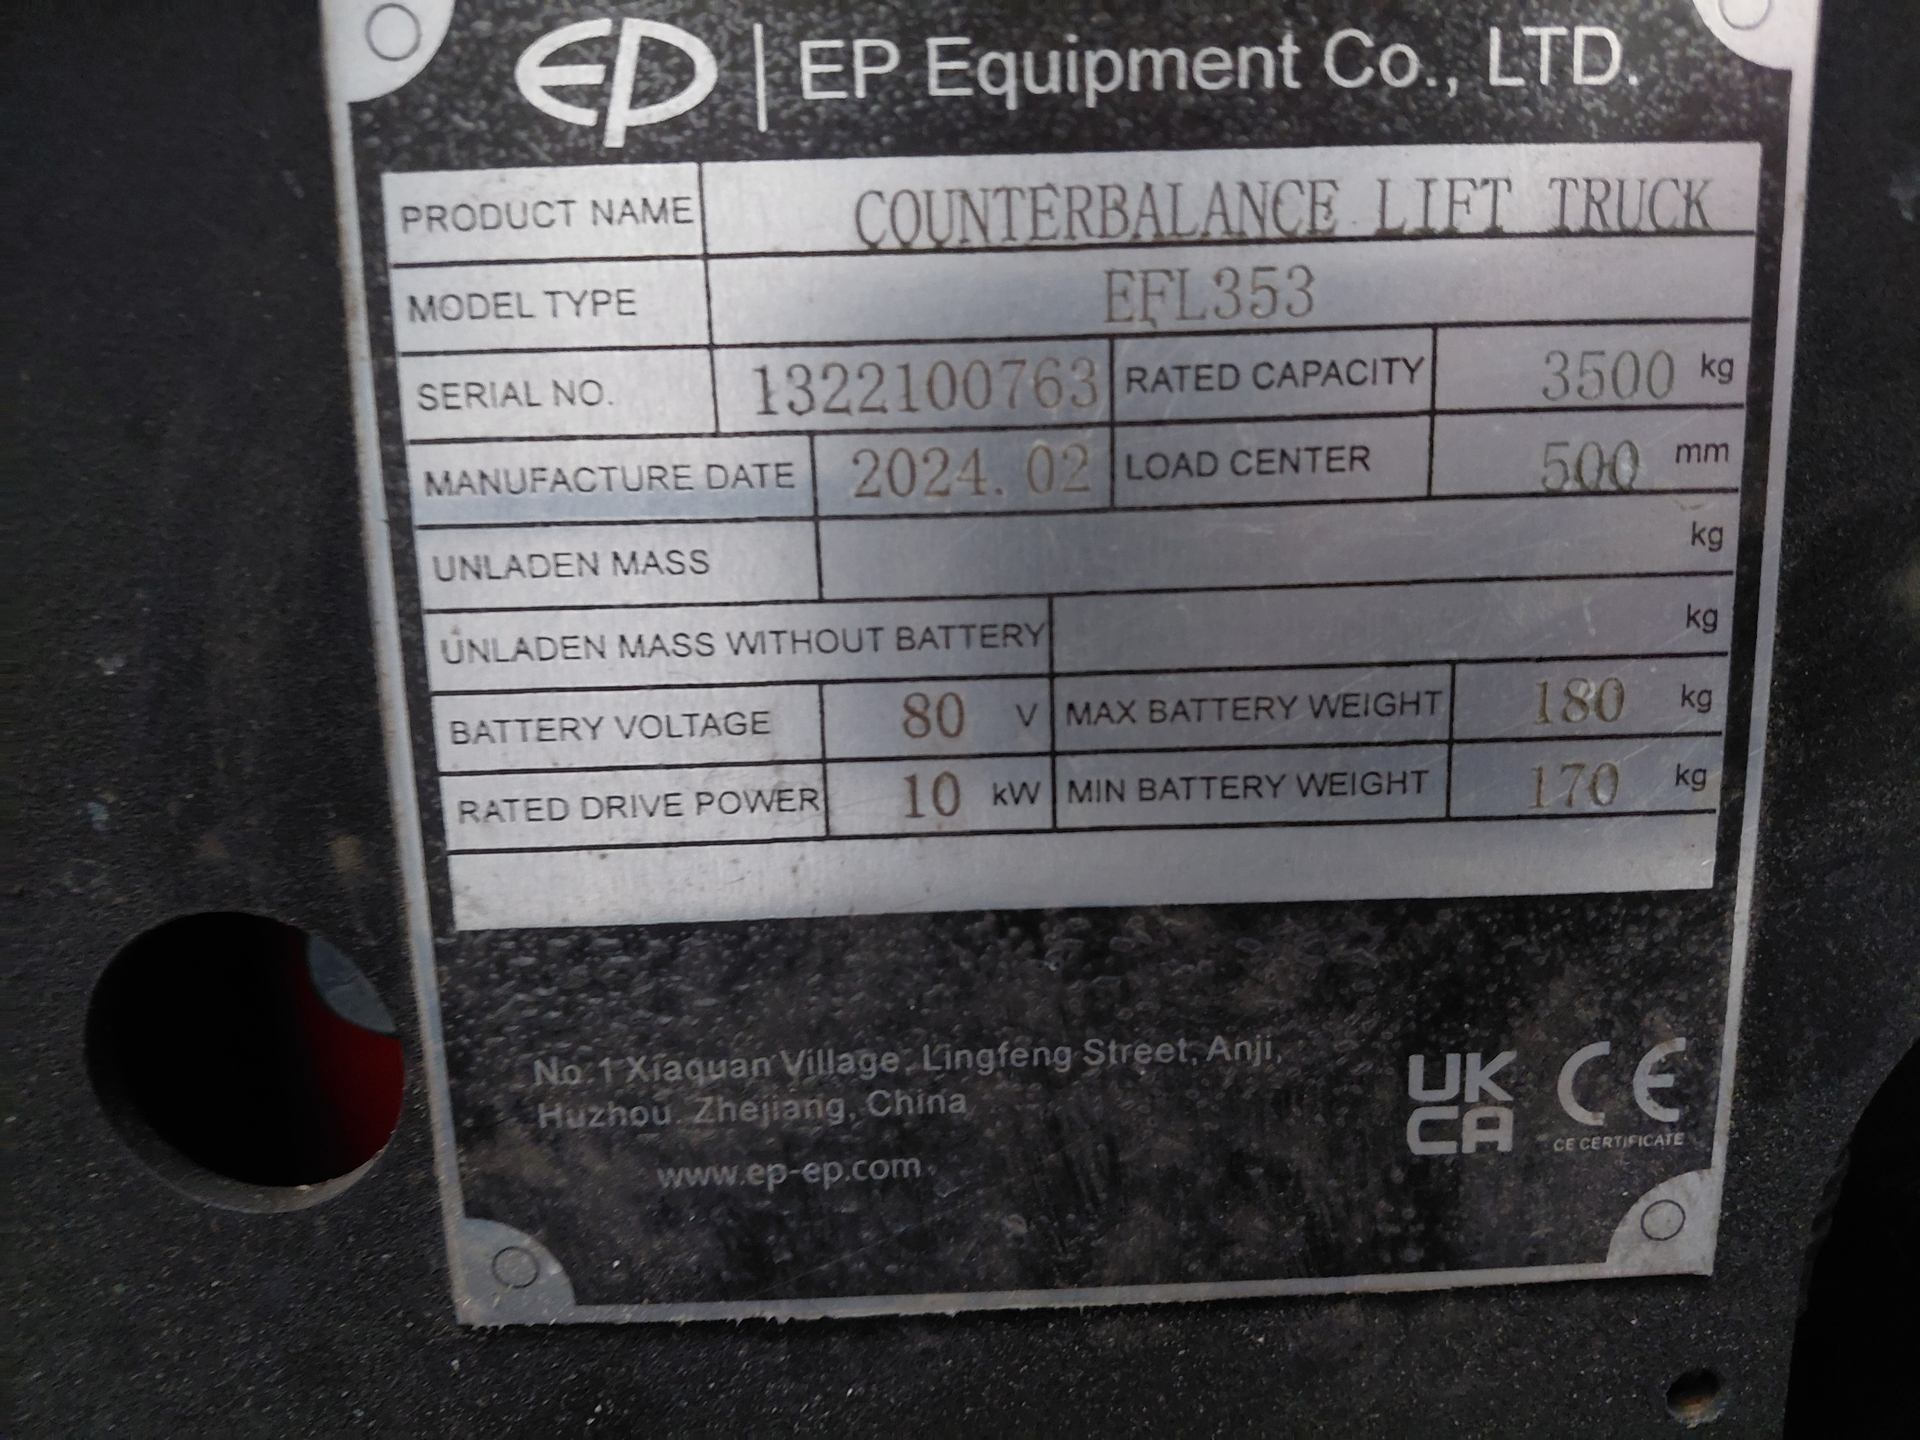 EP | EP Equipment Co., LTD.
PRODUCT NAME COUNTERBALANCE LIFT TRUCK
MODEL TYPE EFL353
SERIAL NO. 1322100763 RATED CAPACITY 3500 kg
MANUFACTURE DATE 2024.02 LOAD CENTER 500 mm
UNLADEN MASS kg
UNLADEN MASS WITHOUT BATTERY kg
BATTERY VOLTAGE 80 V MAX BATTERY WEIGHT 180 kg
RATED DRIVE POWER 10 kW MIN BATTERY WEIGHT 170 kg
No.1 Xiaquan Village, Lingfeng Street, Anji,
Huzhou. Zhejiang, China
www.ep-ep.com
UK
CA
CE
CE CERTIFICATE